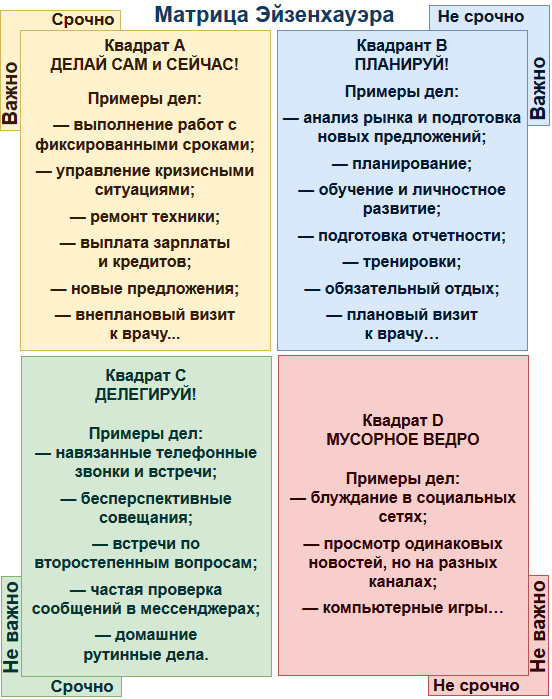 Матрица Эйзенхауэра
Срочно
Не срочно
Важно
Важно
Квадрат А
ДЕЛАЙ САМ и СЕЙЧАС!
Примеры дел:
— выполнение работ с
фиксированными сроками;
— управление кризисными
ситуациями;
— ремонт техники;
— выплата зарплаты
и кредитов;
— новые предложения;
— внеплановый визит
к врачу...
Квадрант В
ПЛАНИРУЙ!
Примеры дел:
— анализ рынка и подготовка
новых предложений;
— планирование;
— обучение и личностное
развитие;
— подготовка отчетности;
— тренировки;
— обязательный отдых;
— плановый визит
к врачу…
Квадрат С
ДЕЛЕГИРУЙ!
Примеры дел:
— навязанные телефонные
звонки и встречи;
— бесперспективные
совещания;
— встречи по
второстепенным вопросам;
— частая проверка
сообщений в мессенджерах;
— домашние
рутинные дела.
Квадрат D
МУСОРНОЕ ВЕДРО
Примеры дел:
— блуждание в социальных
сетях;
— просмотр одинаковых
новостей, но на разных
каналах;
— компьютерные игры…
Не важно
Не важно
Срочно
Не срочно